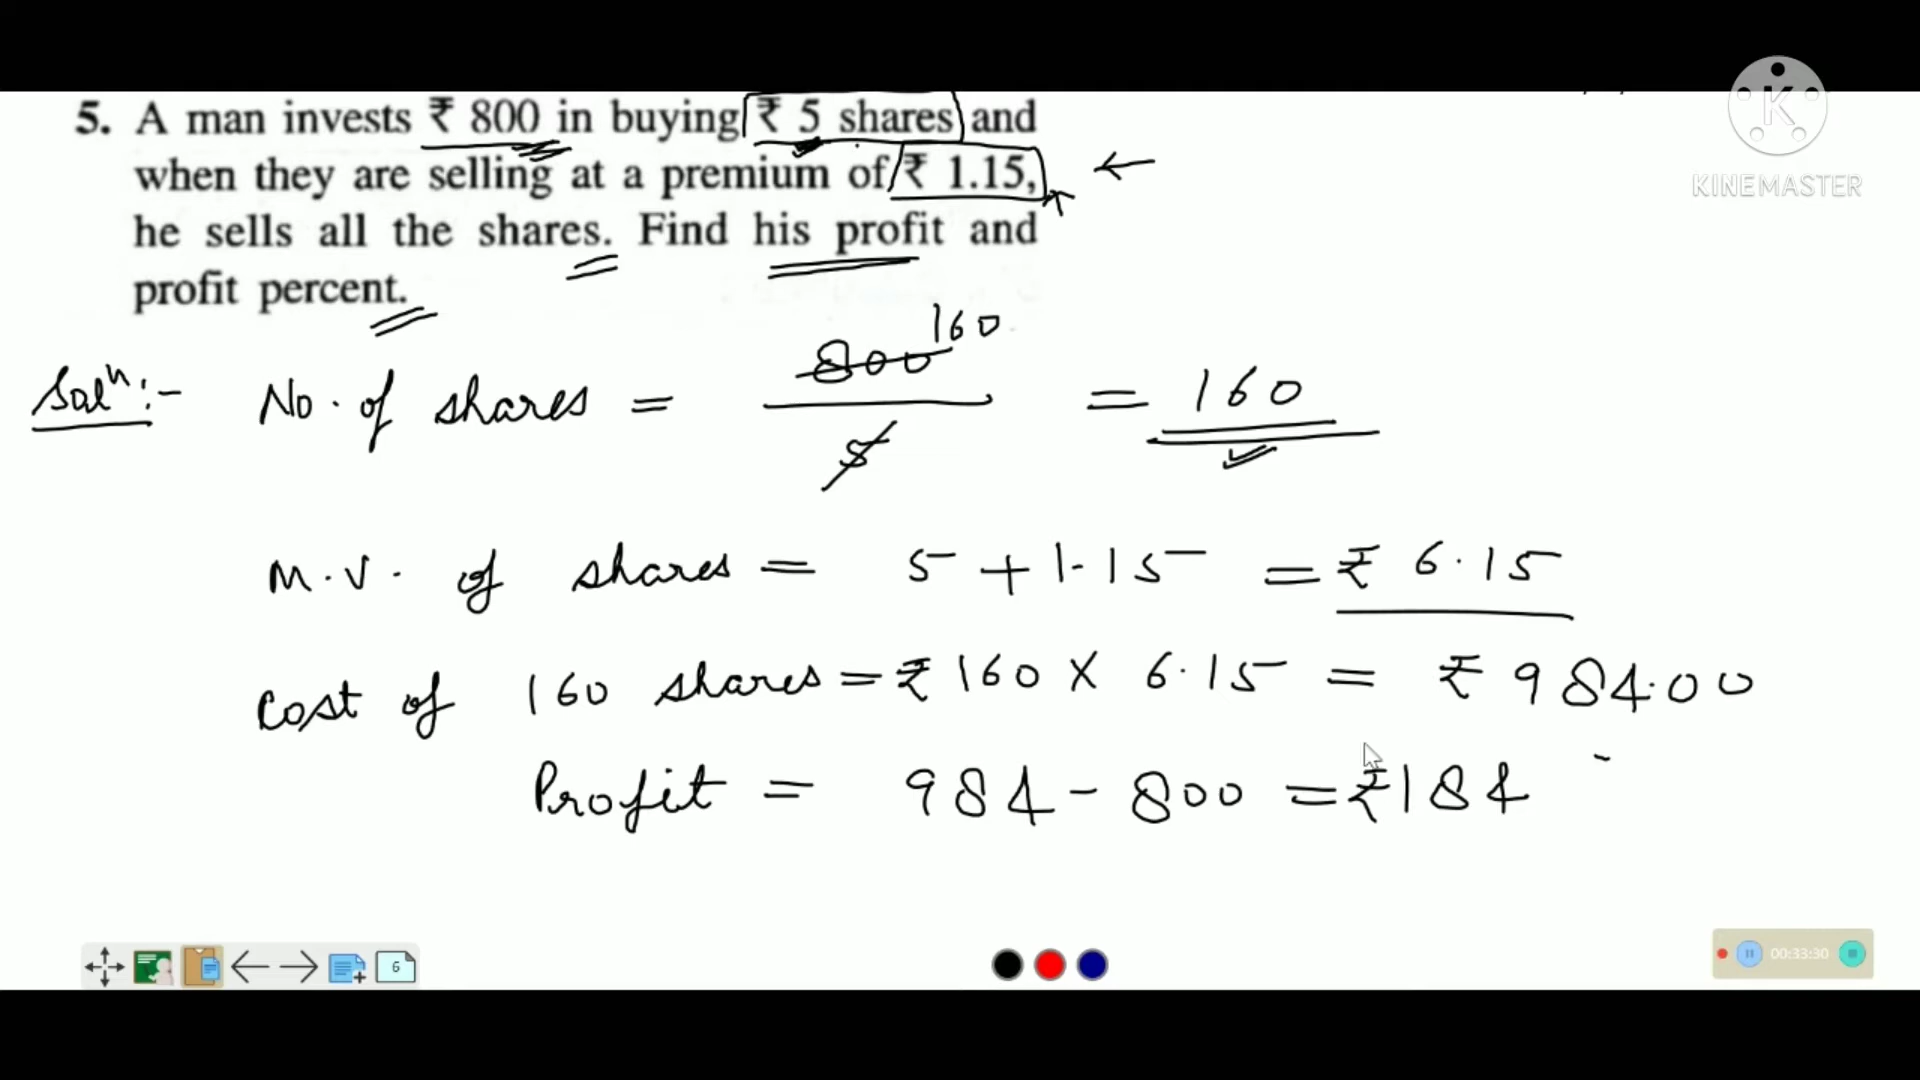 K
KINEMASTER
5. A man invests ₹ 800 in buying ₹ 5 shares and
when they are selling at a premium of ₹ 1.15,
he sells all the shares. Find his profit and
profit percent.
Solⁿ:- No. of shares = 800 160 / 5 = 160
M.V. of shares = 5 + 1.15 = ₹ 6.15
Cost of 160 shares = ₹ 160 X 6.15 = ₹ 984.00
Profit = 984 - 800 = ₹ 184
6
00:33:30